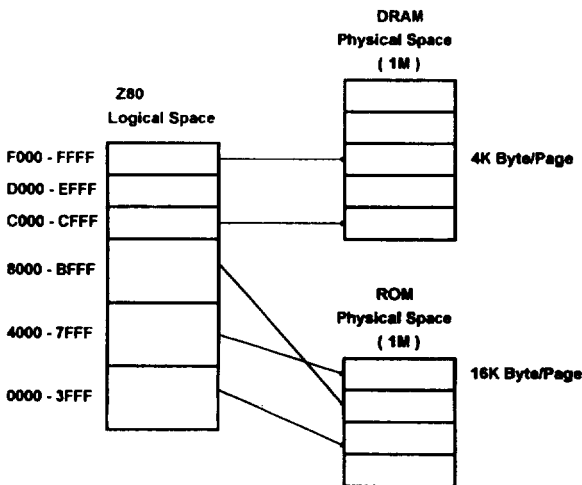 DRAM
Physical Space
( 1M )
Z80
Logical Space
F000 - FFFF
D000 - EFFF
C000 - CFFF
8000 - BFFF
4000 - 7FFF
0000 - 3FFF
4K Byte/Page
ROM
Physical Space
( 1M )
16K Byte/Page